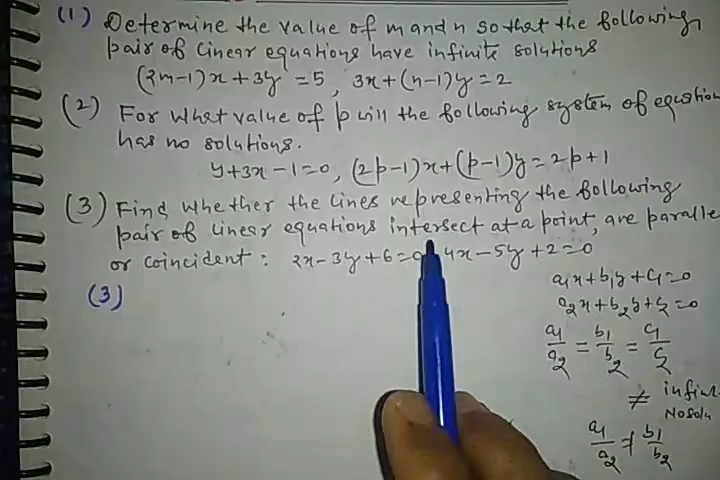 (1) Determine the value of m and n so that the following
pair of linear equations have infinite solutions
(2m-1)x + 3y = 5, 3x + (n-1)y = 2
(2) For what value of p will the following system of equation
has no solutions.
y+3x-1=0, (2p-1)x+(p-1)y=2p+1
(3) Find whether the lines representing the following
pair of linear equations intersect at a point, are paralle
or coincident: 2x-3y+6=0 4x-5y+2=0
(3)
a₁x+b₁y+c₁=0
a₂x+b₂y+c₂=0
a₁/a₂ = b₁/b₂ = c₁/c₂
≠ infin
No solu
a₁/a₂ ≠ b₁/b₂